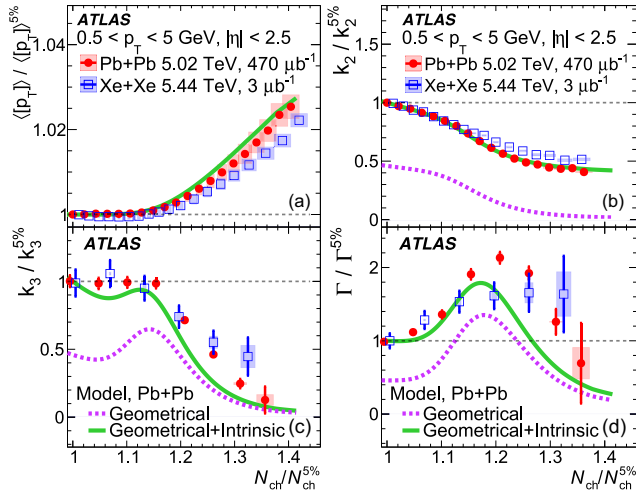 ⟨[p_T]⟩ / ⟨[p_T]⟩^5%
1.04
1.02
1
ATLAS
0.5 < p_T < 5 GeV, |η| < 2.5
Pb+Pb 5.02 TeV, 470 μb⁻¹
Xe+Xe 5.44 TeV, 3 μb⁻¹
(a)
k_2 / k_2^5%
1.5
1
0.5
0
ATLAS
0.5 < p_T < 5 GeV, |η| < 2.5
Pb+Pb 5.02 TeV, 470 μb⁻¹
Xe+Xe 5.44 TeV, 3 μb⁻¹
(b)
k_3 / k_3^5%
1
0.5
0
ATLAS
Model, Pb+Pb
Geometrical
Geometrical+Intrinsic
(c)
1 1.1 1.2 1.3 1.4
N_ch/N_ch^5%
Γ / Γ^5%
2
1
0
ATLAS
Model, Pb+Pb
Geometrical
Geometrical+Intrinsic
(d)
1 1.1 1.2 1.3 1.4
N_ch/N_ch^5%